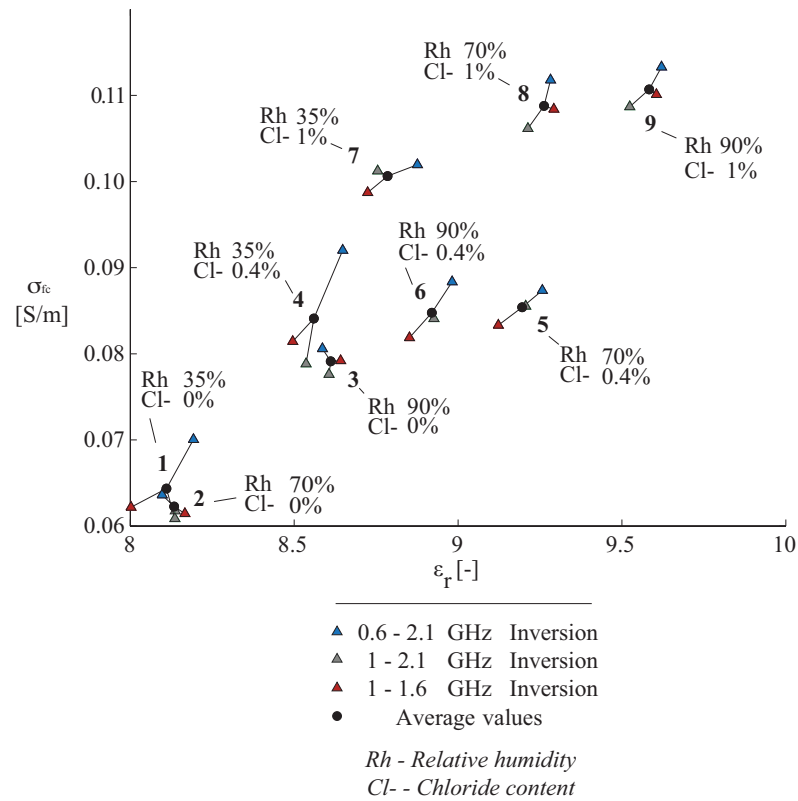 Rh 70%
Cl- 1%
8
0.11
9
Rh 35%
Cl- 1%
7
Rh 90%
Cl- 1%
0.10
Rh 90%
Cl- 0.4%
Rh 35%
Cl- 0.4%
0.09
σfc
[S/m]
4
6
5
Rh 70%
Cl- 0.4%
0.08
3
Rh 35%
Cl- 0%
Rh 90%
Cl- 0%
0.07
1
2
Rh 70%
Cl- 0%
0.06
8
8.5
9
9.5
10
εr [-]
0.6 - 2.1 GHz Inversion
1 - 2.1 GHz Inversion
1 - 1.6 GHz Inversion
Average values
Rh - Relative humidity
Cl- - Chloride content